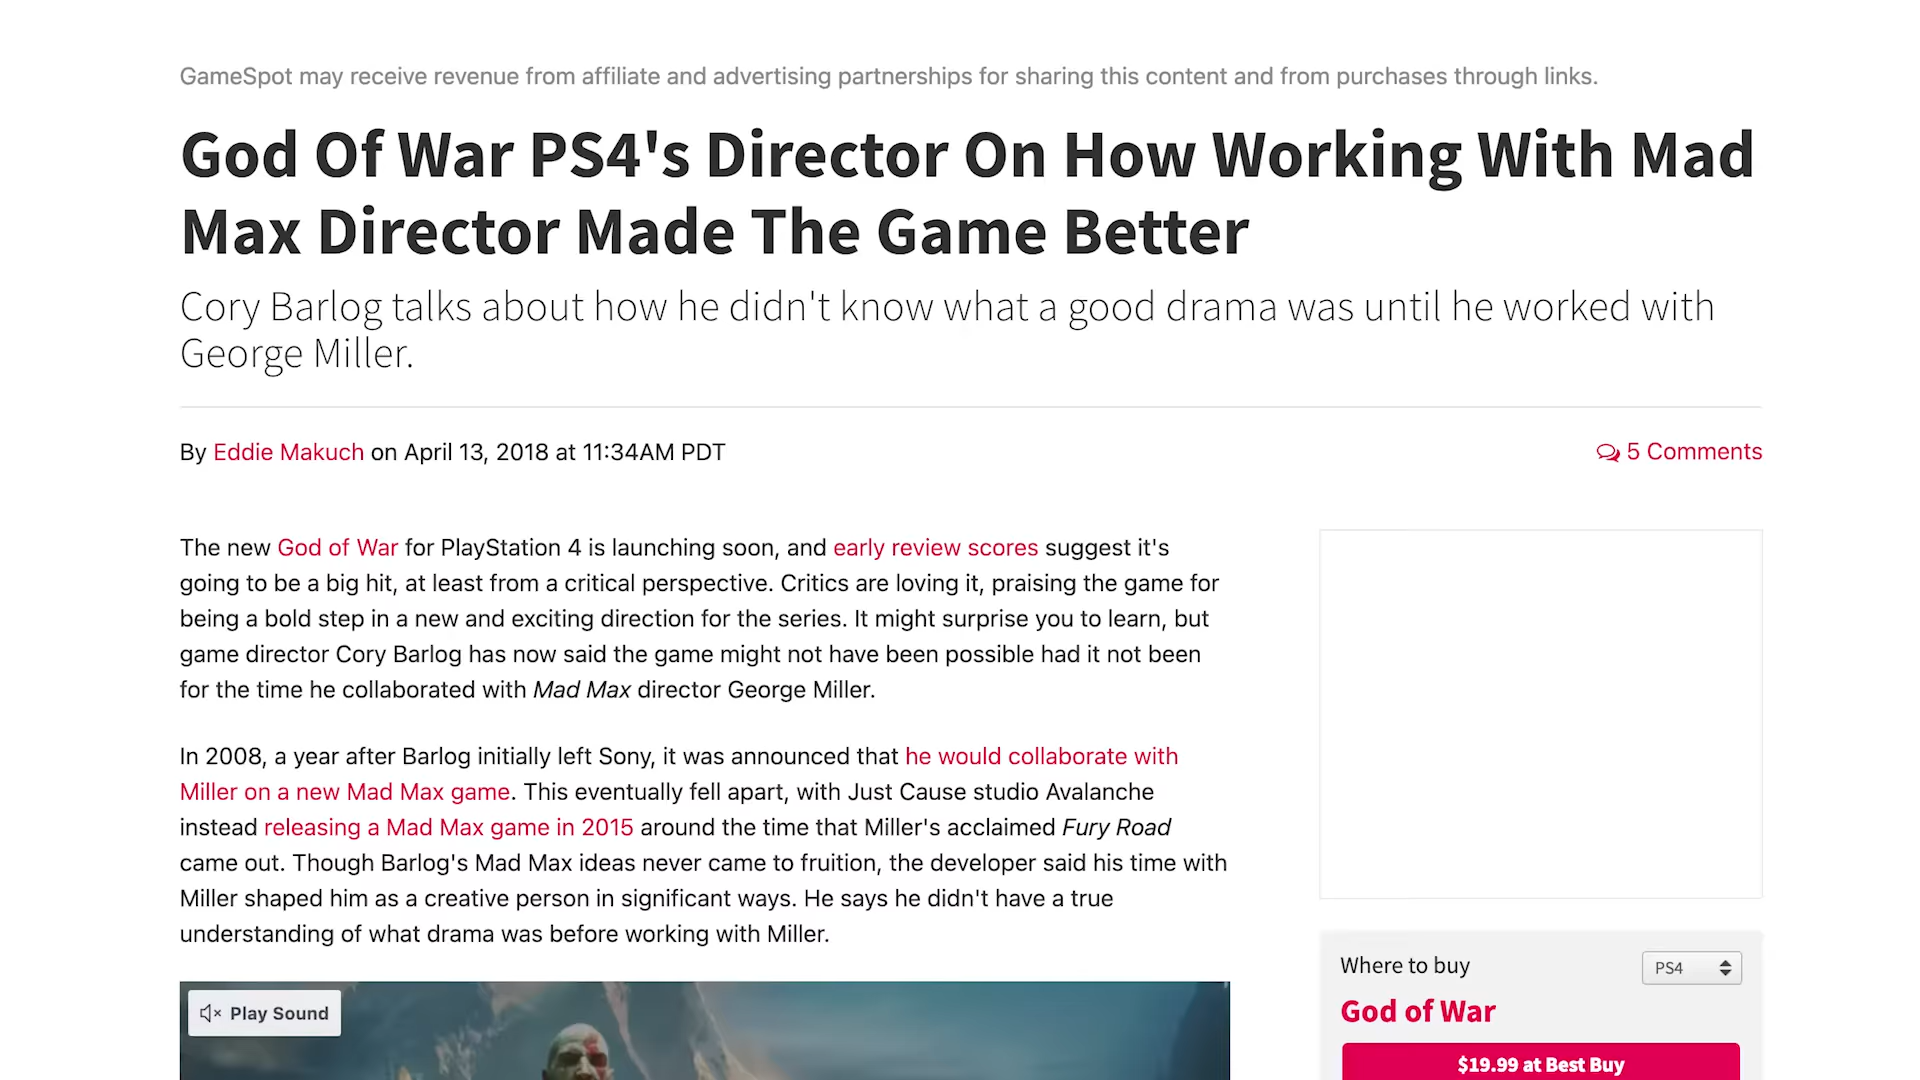 GameSpot may receive revenue from affiliate and advertising partnerships for sharing this content and from purchases through links.
God Of War PS4's Director On How Working With Mad
Max Director Made The Game Better
Cory Barlog talks about how he didn't know what a good drama was until he worked with
George Miller.
By Eddie Makuch on April 13, 2018 at 11:34AM PDT
5 Comments
The new God of War for PlayStation 4 is launching soon, and early review scores suggest it's
going to be a big hit, at least from a critical perspective. Critics are loving it, praising the game for
being a bold step in a new and exciting direction for the series. It might surprise you to learn, but
game director Cory Barlog has now said the game might not have been possible had it not been
for the time he collaborated with Mad Max director George Miller.
In 2008, a year after Barlog initially left Sony, it was announced that he would collaborate with
Miller on a new Mad Max game. This eventually fell apart, with Just Cause studio Avalanche
instead releasing a Mad Max game in 2015 around the time that Miller's acclaimed Fury Road
came out. Though Barlog's Mad Max ideas never came to fruition, the developer said his time with
Miller shaped him as a creative person in significant ways. He says he didn't have a true
understanding of what drama was before working with Miller.
Play Sound
Where to buy
PS4
God of War
$19.99 at Best Buy